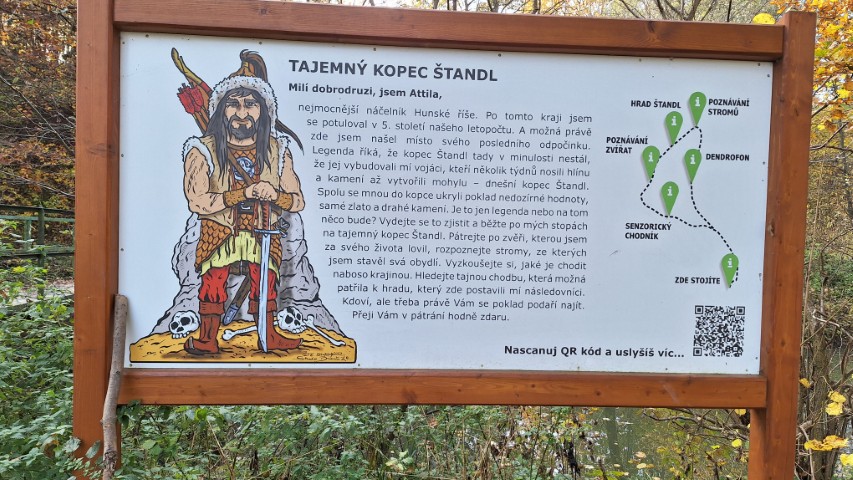 TAJEMNÝ KOPEC ŠTANDL
Milí dobrodruzi, jsem Attila,
nejmocnější náčelník Hunské říše. Po tomto kraji jsem
se potuloval v 5. století našeho letopočtu. A možná právě
zde jsem našel místo svého posledního odpočinku.
Legenda říká, že kopec Štandl tady v minulosti nestál,
že jej vybudovali mí vojáci, kteří několik týdnů nosili hlínu
a kamení až vytvořili mohylu – dnešní kopec Štandl.
Spolu se mnou do kopce ukryli poklad nedozírné hodnoty,
samé zlato a drahé kamení. Je to jen legenda nebo na tom
něco bude? Vydejte se to zjistit a běžte po mých stopách
na tajemný kopec Štandl. Pátrejte po zvěři, kterou jsem
za svého života lovil, rozpoznejte stromy, ze kterých
jsem stavěl svá obydlí. Vyzkoušejte si, jaké je chodit
naboso krajinou. Hledejte tajnou chodbu, která možná
patřila k hradu, který zde postavili mí následovníci.
Kdoví, ale třeba právě Vám se poklad podaří najít.
Přeji Vám v pátrání hodně zdaru.
HRAD ŠTANDL
POZNÁVÁNÍ
STROMŮ
POZNÁVÁNÍ
ZVÍŘAT
DENDROFON
SENZORICKÝ
CHODNÍK
ZDE STOJÍTE
Nascanuj QR kód a uslyšíš víc...